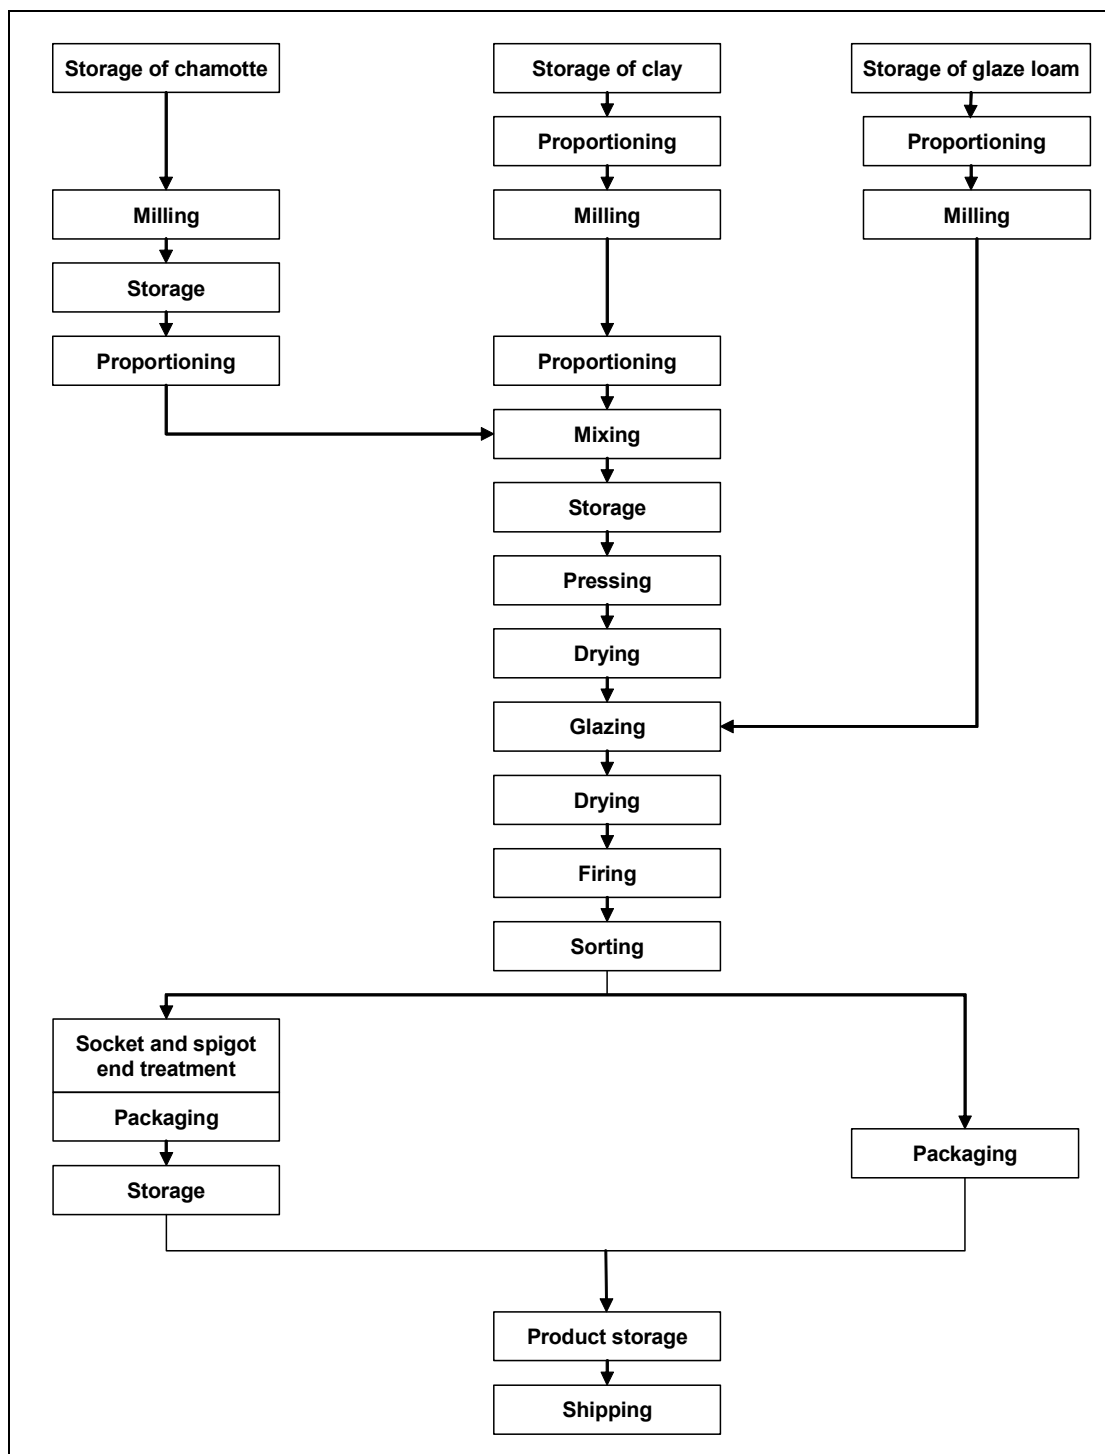 Storage of chamotte
Storage of clay
Storage of glaze loam
Proportioning
Proportioning
Milling
Milling
Milling
Storage
Proportioning
Proportioning
Mixing
Storage
Pressing
Drying
Glazing
Drying
Firing
Sorting
Socket and spigot
end treatment
Packaging
Packaging
Storage
Product storage
Shipping